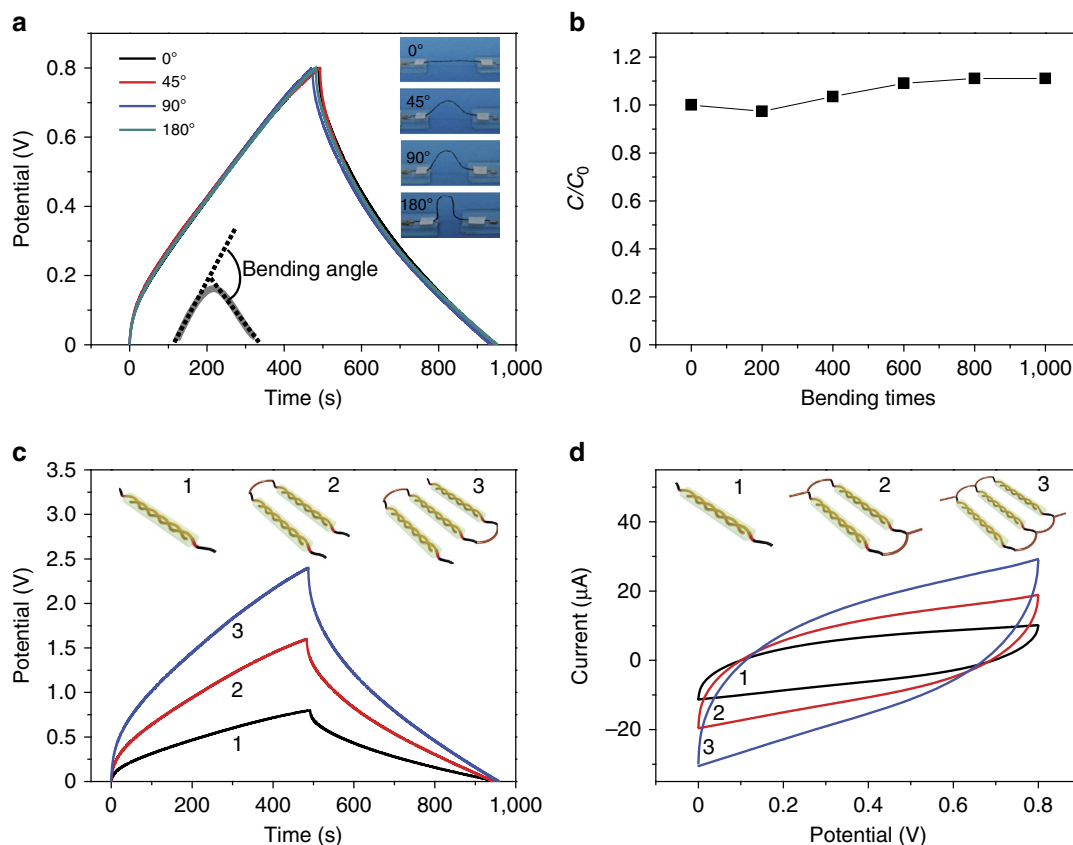 a
0°
45°
90°
180°
0°
45°
90°
180°
Bending angle
Potential (V)
0.8
0.6
0.4
0.2
0
0 200 400 600 800 1,000
Time (s)
b
C/C0
1.2
1.0
0.8
0.6
0.4
0.2
0
0 200 400 600 800 1,000
Bending times
c
1 2 3
Potential (V)
3.5
3.0
2.5
2.0
1.5
1.0
0.5
0
3
2
1
0 200 400 600 800 1,000
Time (s)
d
1 2 3
Current (µA)
40
20
0
−20
1
2
3
0 0.2 0.4 0.6 0.8
Potential (V)